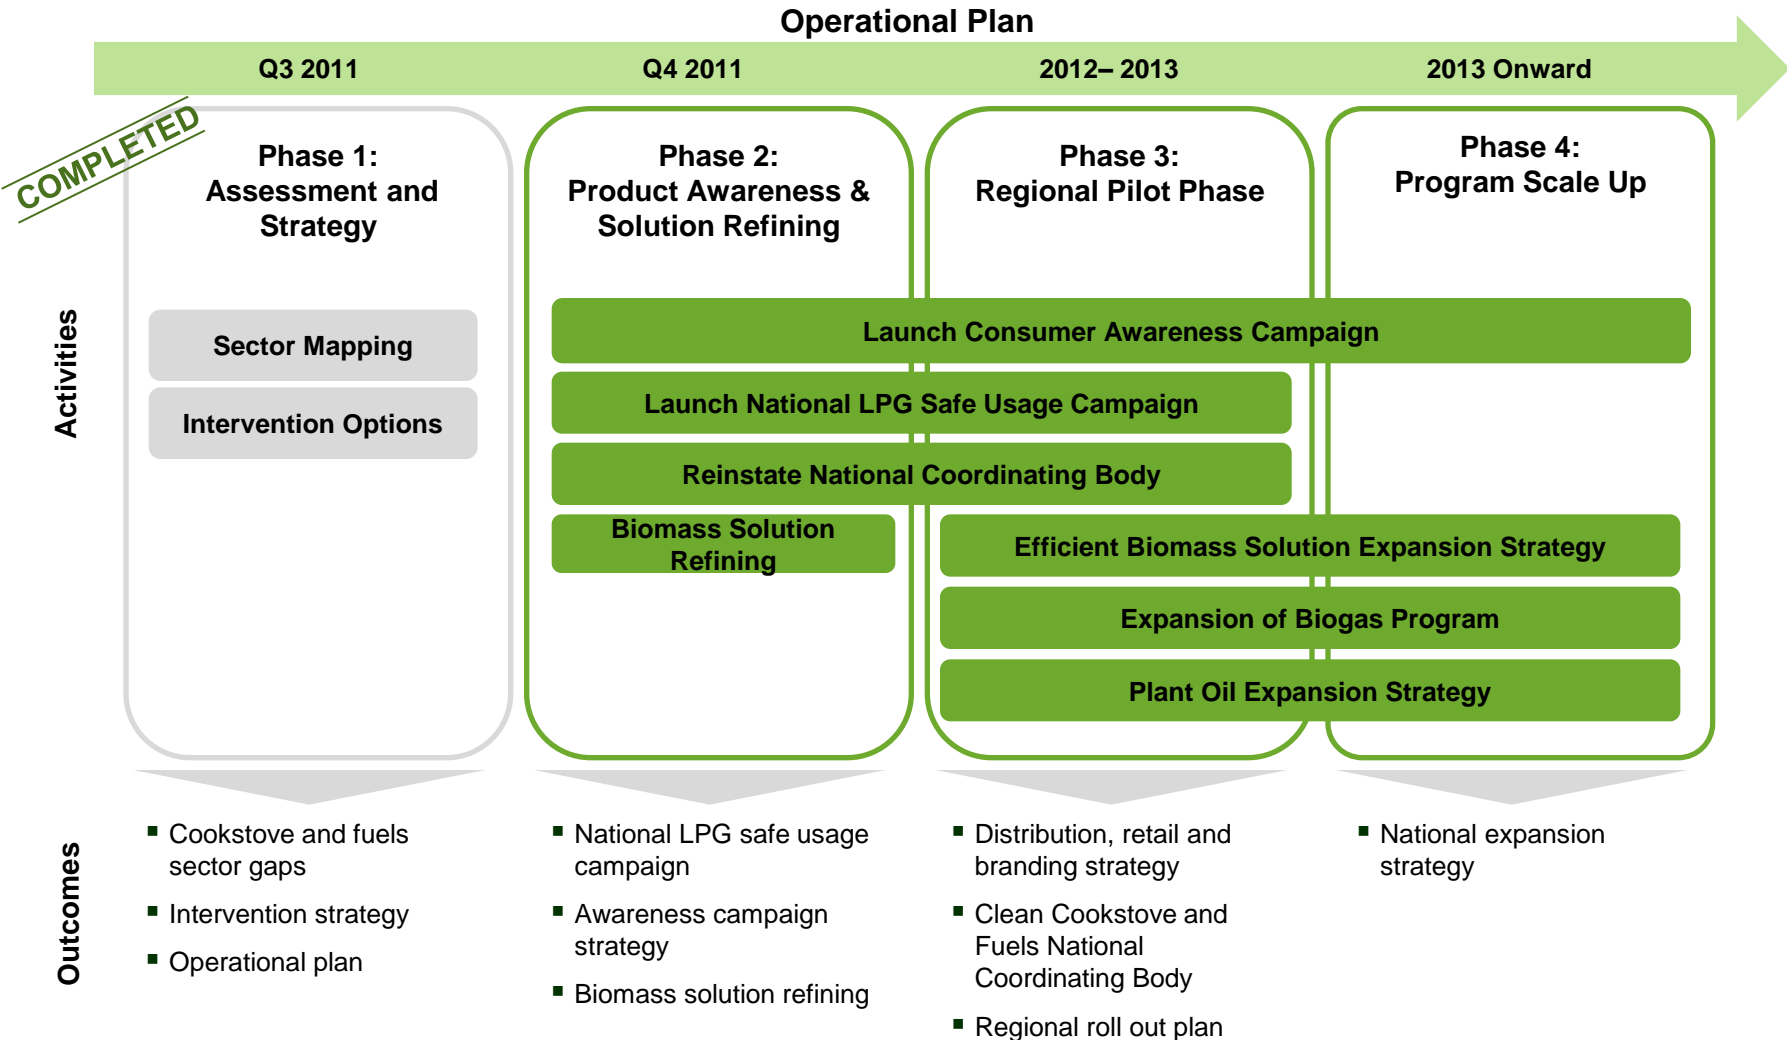 Operational Plan
Q3 2011
Q4 2011
2012– 2013
2013 Onward
COMPLETED
Phase 1:
Assessment and
Strategy
Phase 2:
Product Awareness &
Solution Refining
Phase 3:
Regional Pilot Phase
Phase 4:
Program Scale Up
Activities
Sector Mapping
Intervention Options
Launch Consumer Awareness Campaign
Launch National LPG Safe Usage Campaign
Reinstate National Coordinating Body
Biomass Solution
Refining
Efficient Biomass Solution Expansion Strategy
Expansion of Biogas Program
Plant Oil Expansion Strategy
Outcomes
▪ Cookstove and fuels
sector gaps
▪ Intervention strategy
▪ Operational plan
▪ National LPG safe usage
campaign
▪ Awareness campaign
strategy
▪ Biomass solution refining
▪ Distribution, retail and
branding strategy
▪ Clean Cookstove and
Fuels National
Coordinating Body
▪ Regional roll out plan
▪ National expansion
strategy